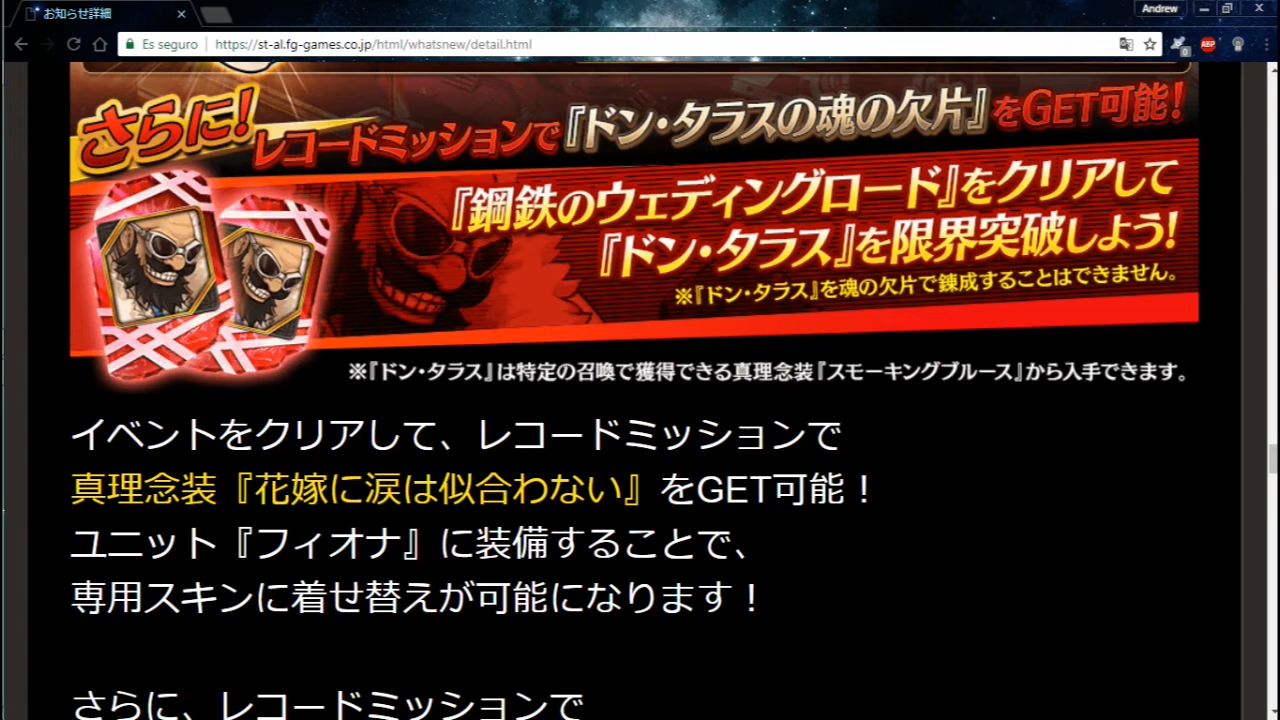 お知らせ詳細
Andrew
Es seguro
https://st-al.fg-games.co.jp/html/whatsnew/detail.html
0
ABP
さらに!
レコードミッションで『ドン・タラスの魂の欠片』をGET可能!
『鋼鉄のウェディングロード』をクリアして
『ドン・タラス』を限界突破しよう!
※『ドン・タラス』を魂の欠片で錬成することはできません。
※『ドン・タラス』は特定の召喚で獲得できる真理念装『スモーキングブルース』から入手できます。
イベントをクリアして、レコードミッションで
真理念装『花嫁に涙は似合わない』をGET可能！
ユニット『フィオナ』に装備することで、
専用スキンに着せ替えが可能になります！
さらに、レコードミッションで